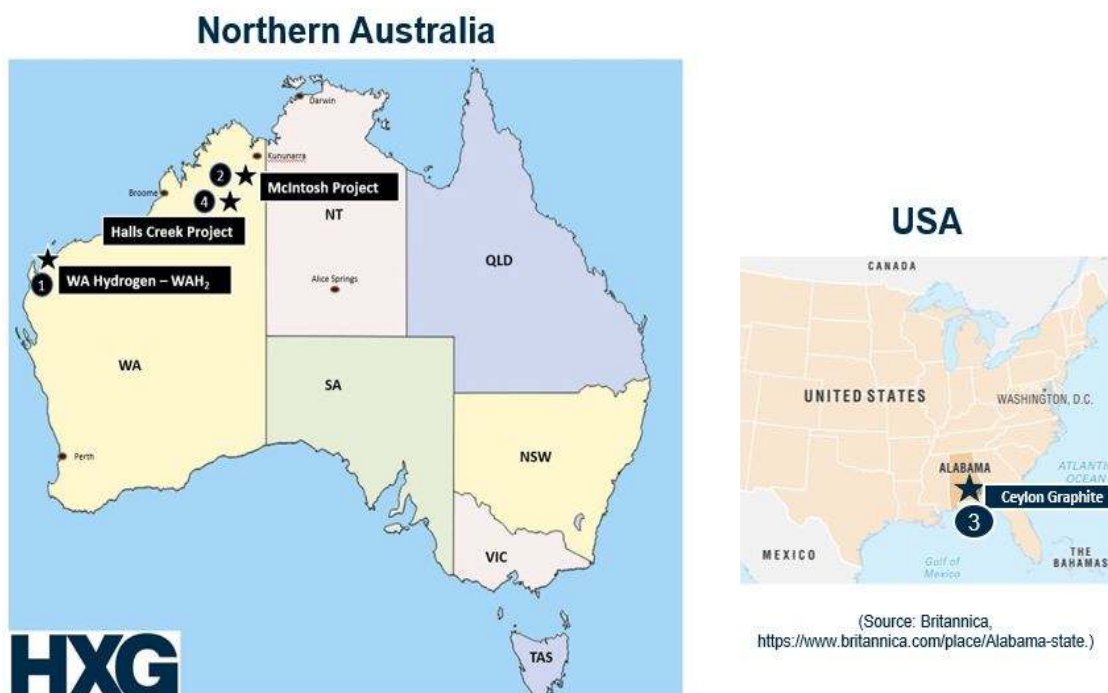 Northern Australia
Darwin
Kununarra
2
McIntosh Project
Broome
4
NT
Halls Creek Project
QLD
1
WA Hydrogen – WAH₂
Alice Springs
WA
SA
NSW
Perth
VIC
TAS
HXG
USA
CANADA
UNITED STATES
WASHINGTON, D.C.
ALABAMA
ATLANTIC
OCEAN
Ceylon Graphite
3
MEXICO
Gulf of
Mexico
THE
BAHAMAS
(Source: Britannica,
https://www.britannica.com/place/Alabama-state.)